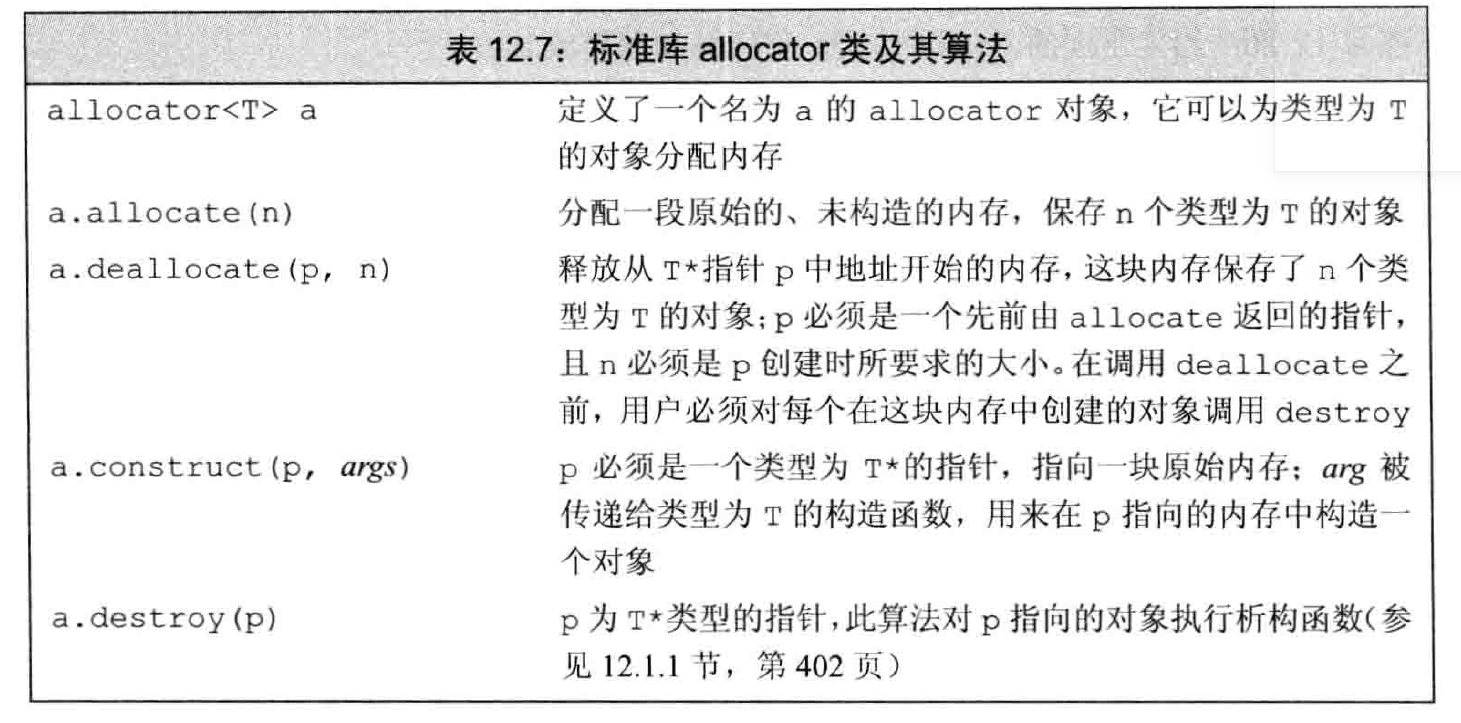 表 12.7：标准库 allocator 类及其算法
allocator<T> a 定义了一个名为 a 的 allocator 对象，它可以为类型为 T
的对象分配内存
a.allocate(n) 分配一段原始的、未构造的内存，保存 n 个类型为 T 的对象
a.deallocate(p, n) 释放从 T*指针 p 中地址开始的内存，这块内存保存了 n 个类
型为 T 的对象；p 必须是一个先前由 allocate 返回的指针，
且 n 必须是 p 创建时所要求的大小。在调用 deallocate 之
前，用户必须对每个在这块内存中创建的对象调用 destroy
a.construct(p, args) p 必须是一个类型为 T*的指针，指向一块原始内存；arg 被
传递给类型为 T 的构造函数，用来在 p 指向的内存中构造一
个对象
a.destroy(p) p 为 T*类型的指针，此算法对 p 指向的对象执行析构函数（参
见 12.1.1 节，第 402 页）